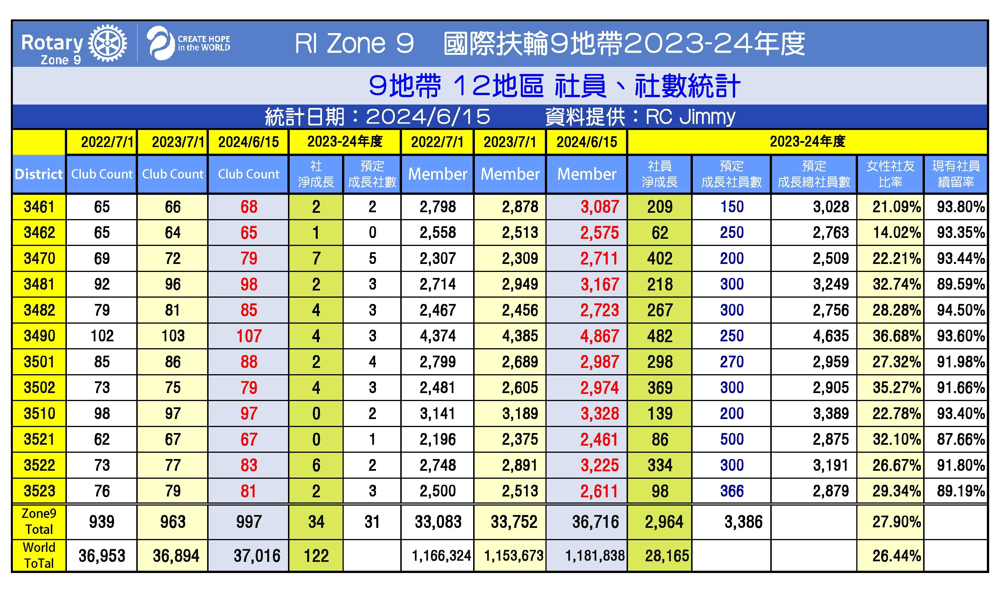 Rotary
Zone 9
CREATE HOPE
in the WORLD
RI Zone 9 國際扶輪9地帶2023-24年度
9地帶 12地區 社員、社數統計
統計日期：2024/6/15 資料提供：RC Jimmy
2022/7/1 2023/7/1 2024/6/15 2023-24年度 2022/7/1 2023/7/1 2024/6/15 2023-24年度
District Club Count Club Count Club Count 社淨成長 預定成長社數 Member Member Member 社員淨成長 預定成長社員數 預定成長總社員數 女性社友比率 現有社員續留率
3461 65 66 68 2 2 2,798 2,878 3,087 209 150 3,028 21.09% 93.80%
3462 65 64 65 1 0 2,558 2,513 2,575 62 250 2,763 14.02% 93.35%
3470 69 72 79 7 5 2,307 2,309 2,711 402 200 2,509 22.21% 93.44%
3481 92 96 98 2 3 2,714 2,949 3,167 218 300 3,249 32.74% 89.59%
3482 79 81 85 4 3 2,467 2,456 2,723 267 300 2,756 28.28% 94.50%
3490 102 103 107 4 3 4,374 4,385 4,867 482 250 4,635 36.68% 93.60%
3501 85 86 88 2 4 2,799 2,689 2,987 298 270 2,959 27.32% 91.98%
3502 73 75 79 4 3 2,481 2,605 2,974 369 300 2,905 35.27% 91.66%
3510 98 97 97 0 2 3,141 3,189 3,328 139 200 3,389 22.78% 93.40%
3521 62 67 67 0 1 2,196 2,375 2,461 86 500 2,875 32.10% 87.66%
3522 73 77 83 6 2 2,748 2,891 3,225 334 300 3,191 26.67% 91.80%
3523 76 79 81 2 3 2,500 2,513 2,611 98 366 2,879 29.34% 89.19%
Zone9 Total 939 963 997 34 31 33,083 33,752 36,716 2,964 3,386 27.90%
World ToTal 36,953 36,894 37,016 122 1,166,324 1,153,673 1,181,838 28,165 26.44%